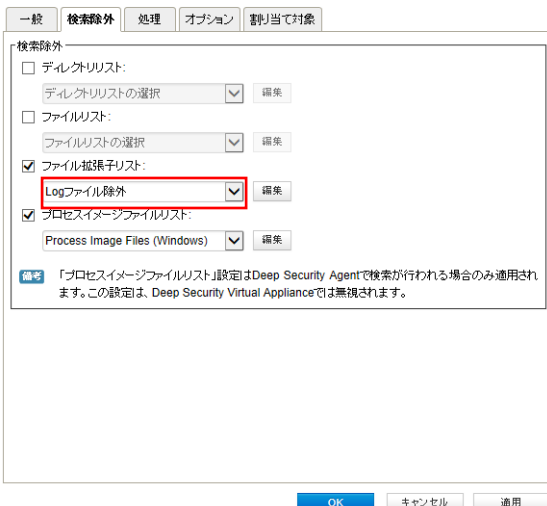 一般 検索除外 処理 オプション 割り当て対象
検索除外
ディレクトリリスト:
ディレクトリリストの選択 編集
ファイルリスト:
ファイルリストの選択 編集
ファイル拡張子リスト:
Logファイル除外 編集
プロセスイメージファイルリスト:
Process Image Files (Windows) 編集
備考 「プロセスイメージファイルリスト」設定はDeep Security Agentで検索が行われる場合のみ適用され
ます。この設定は、Deep Security Virtual Applianceでは無視されます。
OK キャンセル 適用